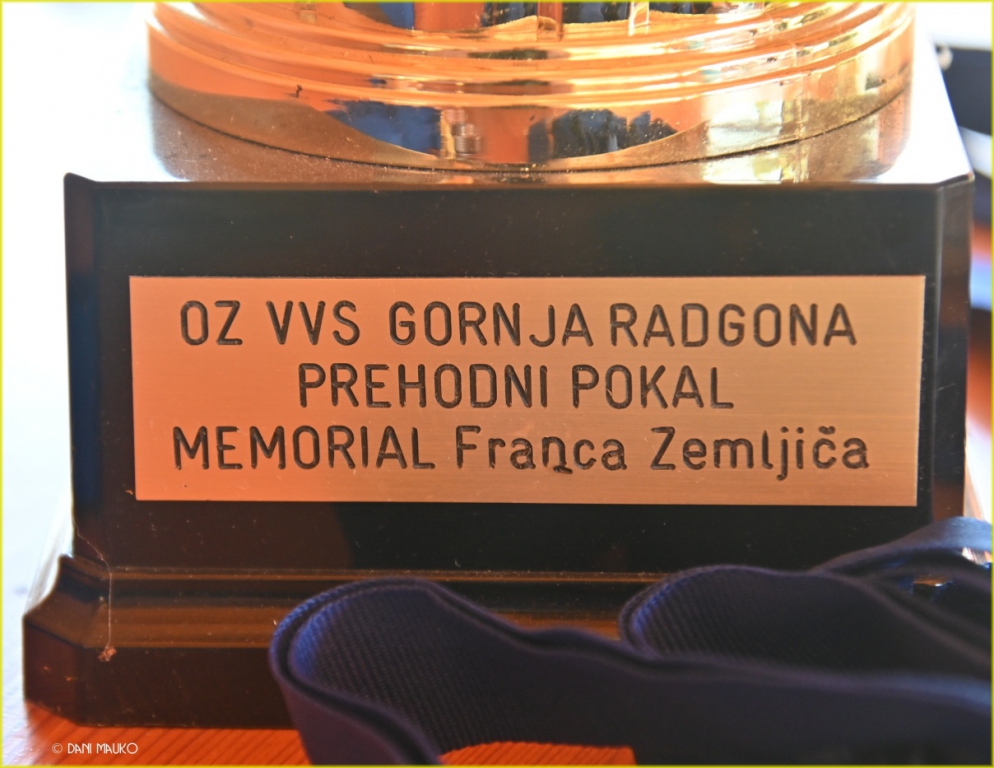 OZ VVS GORNJA RADGONA
PREHODNI POKAL
MEMORIAL Franca Zemljiča
© DANI MAUKO